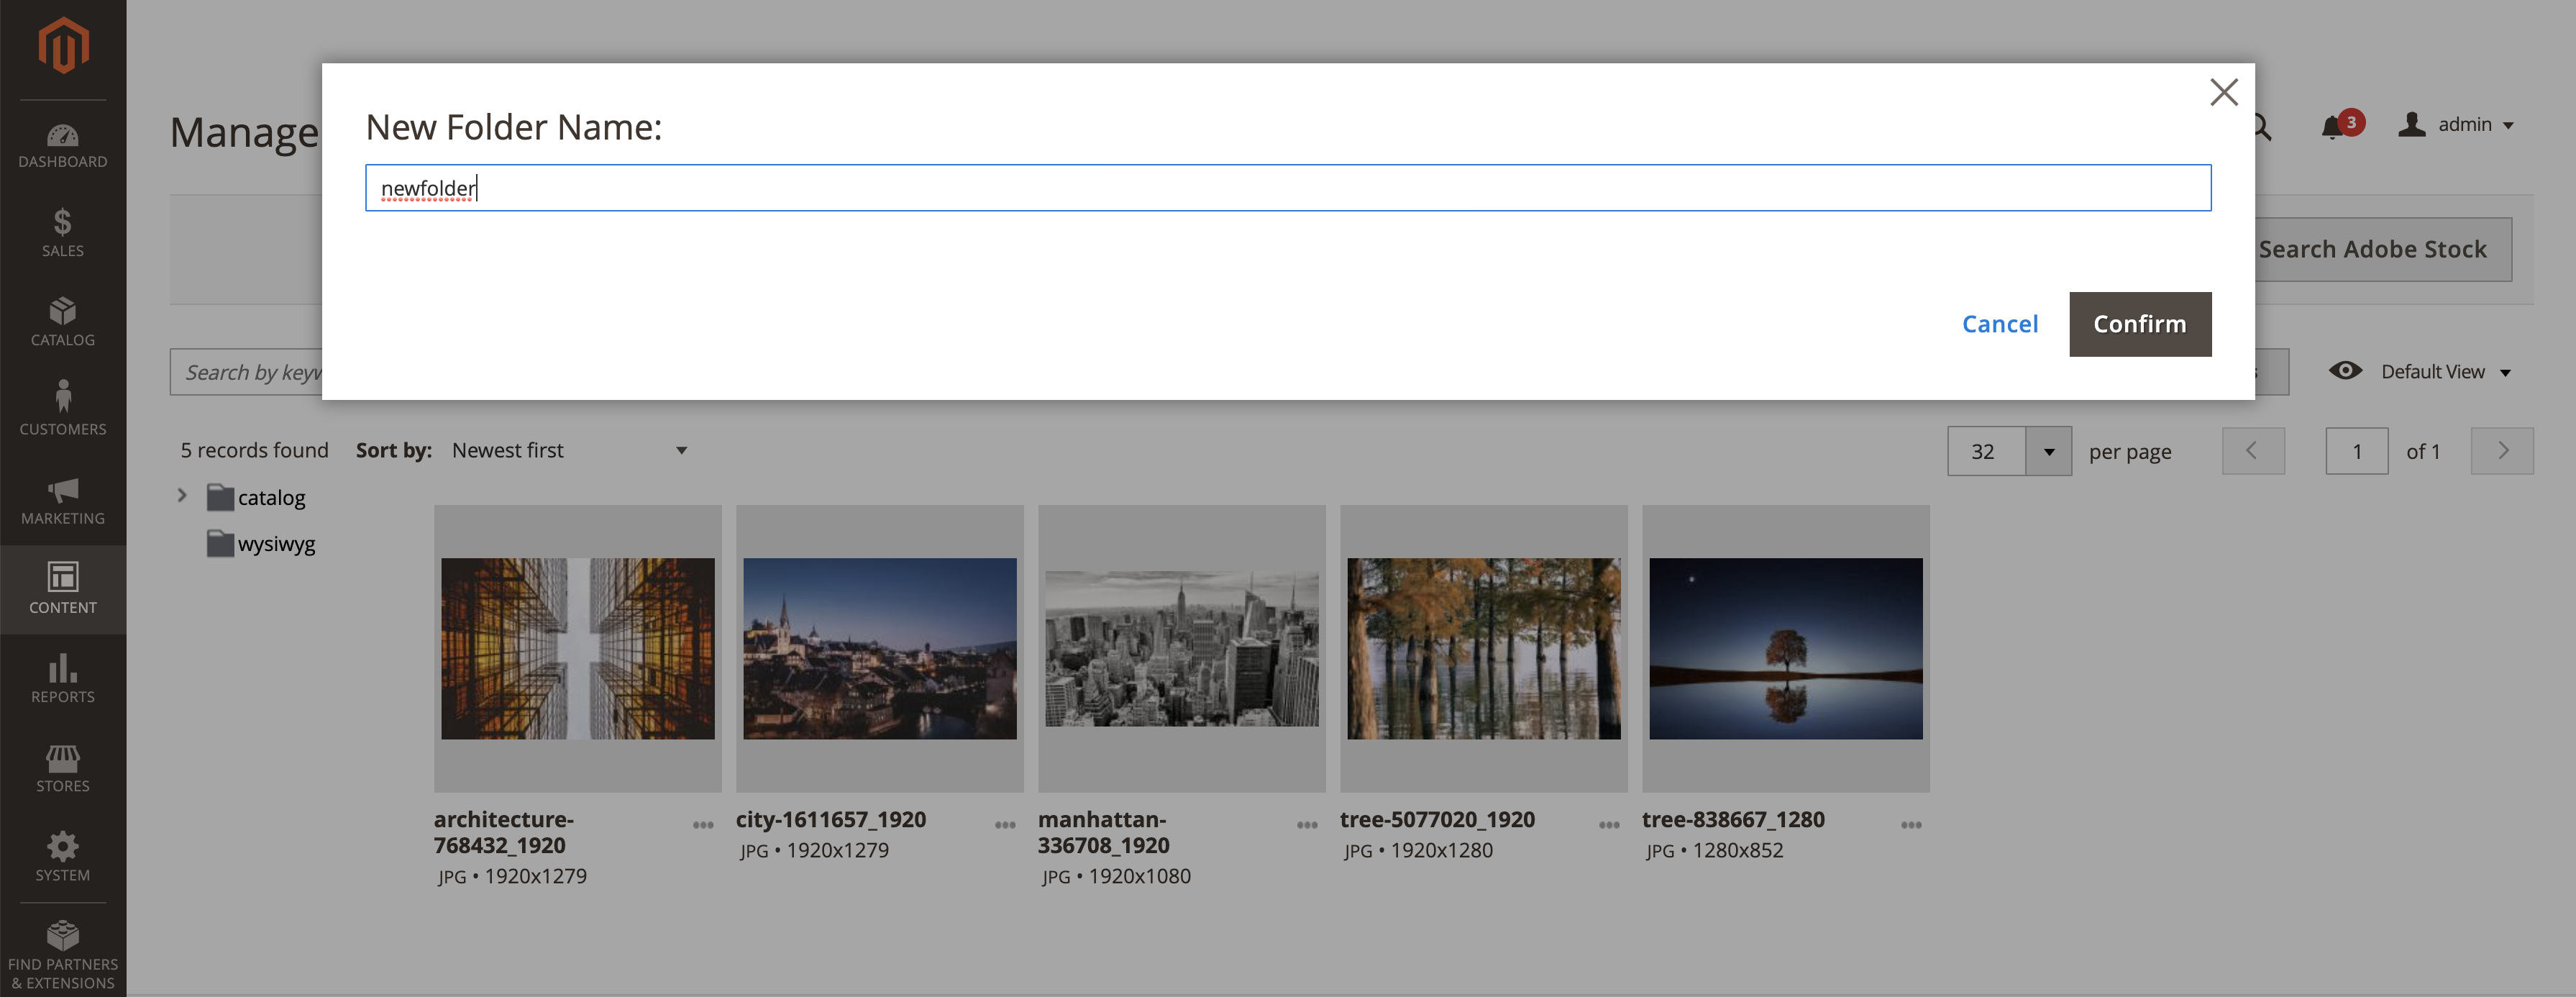 New Folder Name:
newfolder
Cancel
Confirm
Manage
3
admin
Search Adobe Stock
Default View
5 records found
Sort by:
Newest first
32
per page
1
of 1
DASHBOARD
SALES
CATALOG
CUSTOMERS
MARKETING
CONTENT
REPORTS
STORES
SYSTEM
FIND PARTNERS
& EXTENSIONS
Search by
catalog
wysiwyg
architecture-
768432_1920
JPG • 1920x1279
city-1611657_1920
JPG • 1920x1279
manhattan-
336708_1920
JPG • 1920x1080
tree-5077020_1920
JPG • 1920x1280
tree-838667_1280
JPG • 1280x852